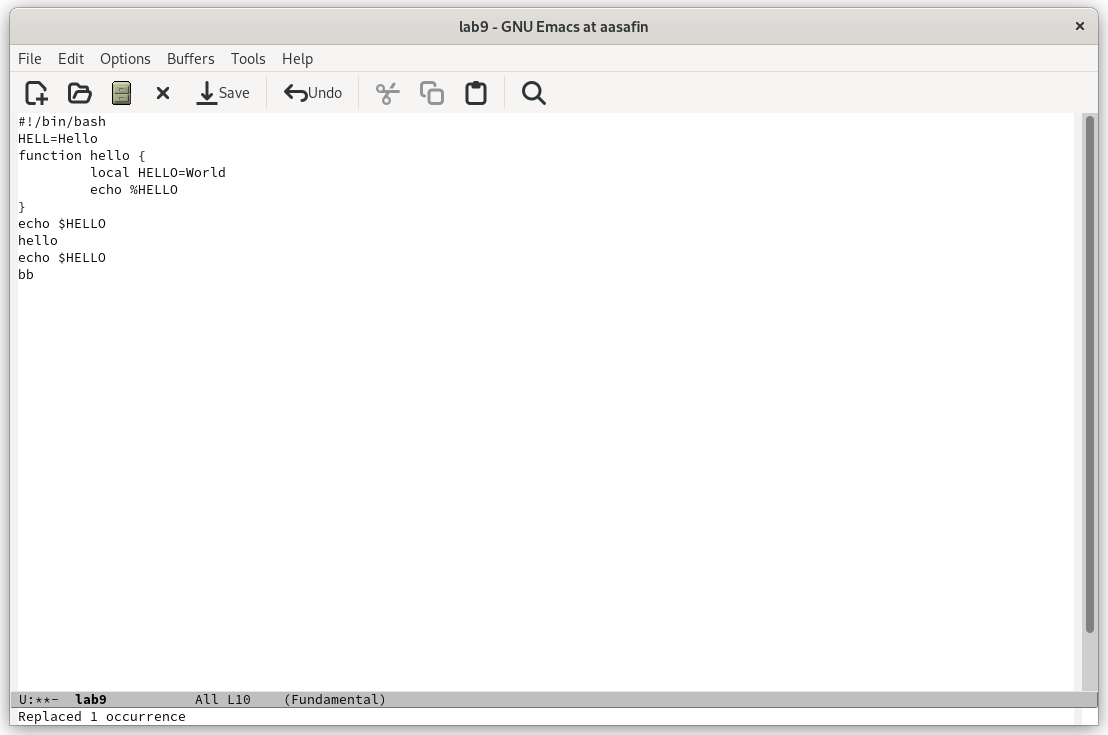 lab9 - GNU Emacs at aasafin
File Edit Options Buffers Tools Help
Save Undo
#!/bin/bash
HELL=Hello
function hello {
        local HELLO=World
        echo %HELLO
}
echo $HELLO
hello
echo $HELLO
bb
U:**-  lab9           All L10    (Fundamental)
Replaced 1 occurrence